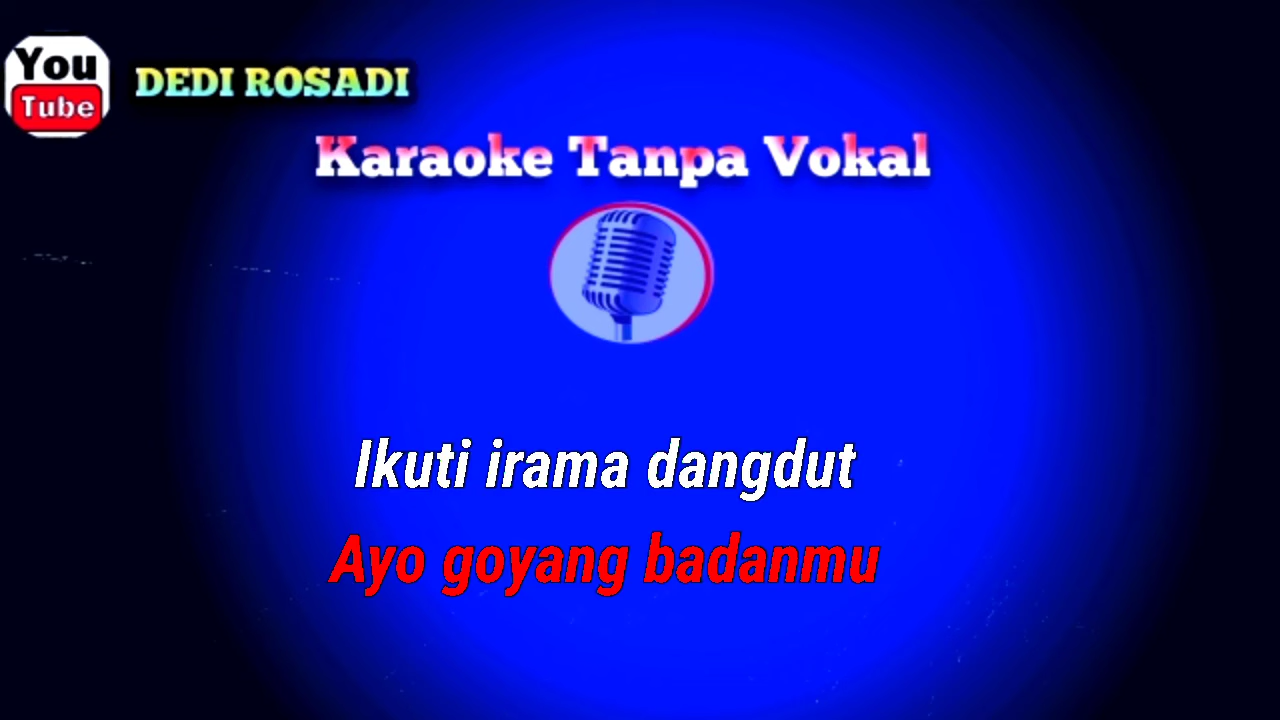 You
Tube
DEDI ROSADI
Karaoke Tanpa Vokal
Ikuti irama dangdut
Ayo goyang badanmu